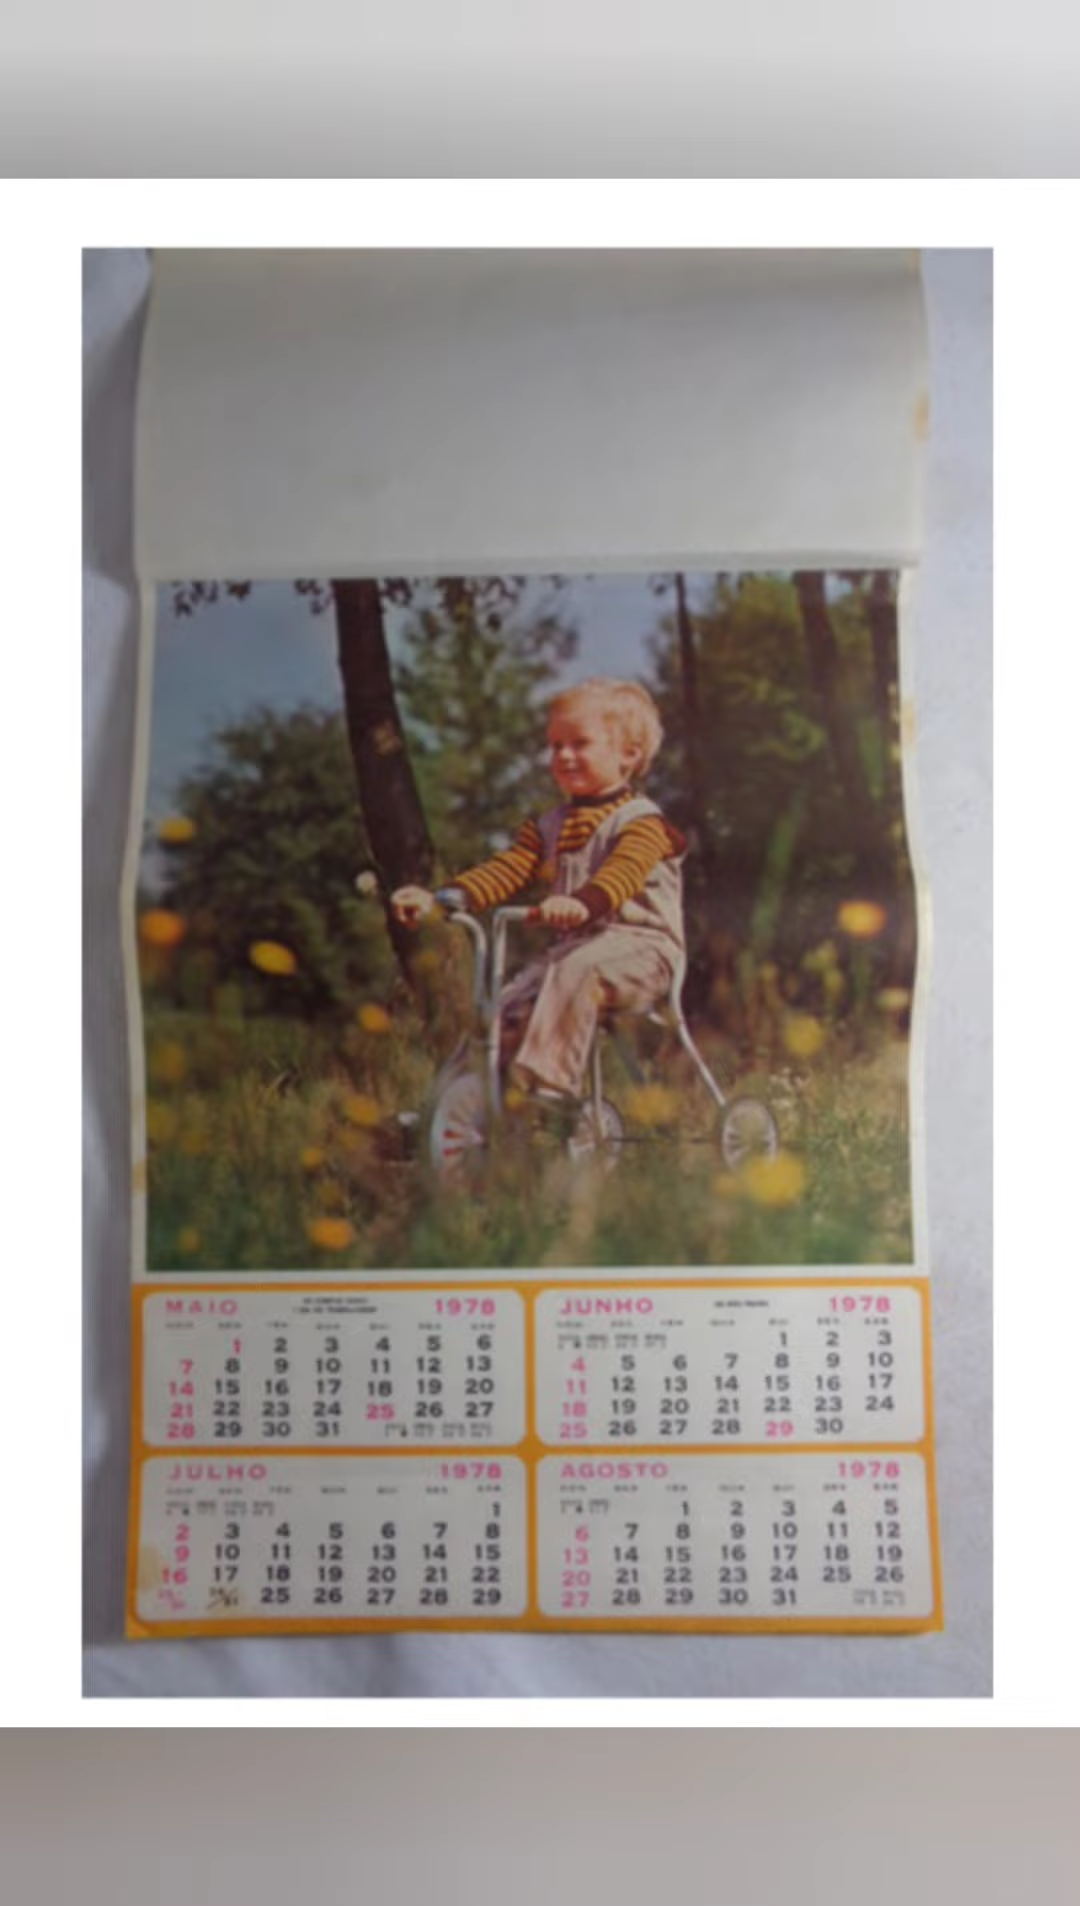 MAIO 1978
1 2 3 4 5 6
7 8 9 10 11 12 13
14 15 16 17 18 19 20
21 22 23 24 25 26 27
28 29 30 31
JUNHO 1978
1 2 3
4 5 6 7 8 9 10
11 12 13 14 15 16 17
18 19 20 21 22 23 24
25 26 27 28 29 30
JULHO 1978
1
2 3 4 5 6 7 8
9 10 11 12 13 14 15
16 17 18 19 20 21 22
25 26 27 28 29
AGOSTO 1978
1 2 3 4 5
6 7 8 9 10 11 12
13 14 15 16 17 18 19
20 21 22 23 24 25 26
27 28 29 30 31